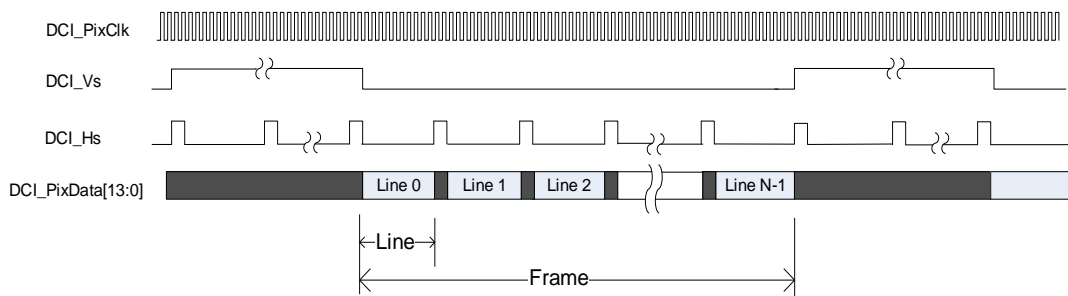 DCI_PixClk
DCI_Vs
DCI_Hs
DCI_PixData[13:0]
Line 0
Line 1
Line 2
Line N-1
Line
Frame